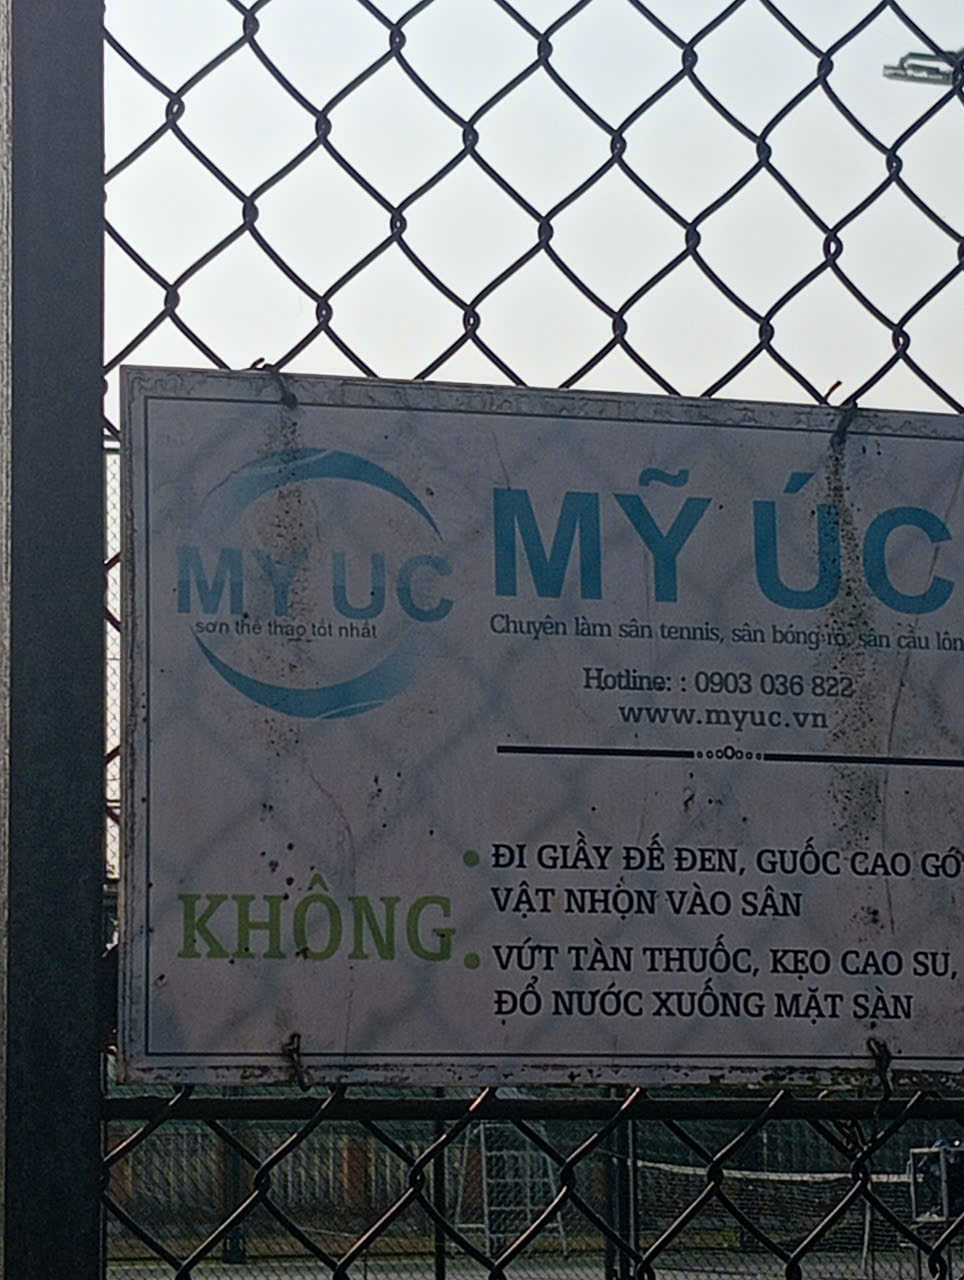 MY UC
sơn thể thao tốt nhất
MỸ ÚC
Chuyên làm sân tennis, sân bóng rổ, sân cầu lôn
Hotline: : 0903 036 822
www.myuc.vn
KHÔNG
• ĐI GIẦY ĐẾ ĐEN, GUỐC CAO GÓ
VẬT NHỌN VÀO SÂN
• VỨT TÀN THUỐC, KẸO CAO SU,
ĐỔ NƯỚC XUỐNG MẶT SÀN